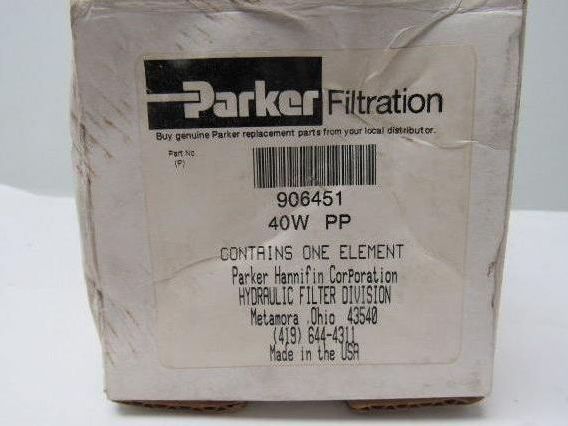 Parker Filtration
Buy genuine Parker replacement parts from your local distributor.
Part No
(P)
906451
40W PP
CONTAINS ONE ELEMENT
Parker Hannifin CorPoration
HYDRAULIC FILTER DIVISION
Metamora ,Ohio 43540
(419) 644-4311
Made in the USA